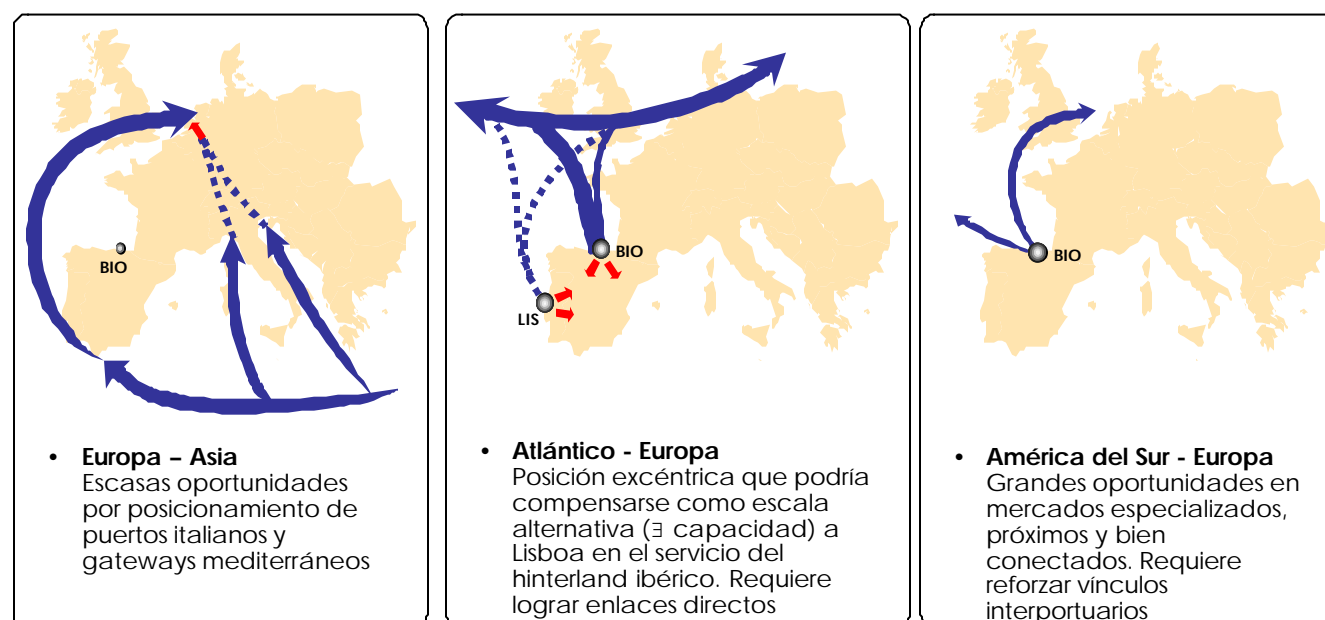 BIO
• Europa – Asia
Escasas oportunidades
por posicionamiento de
puertos italianos y
gateways mediterráneos
BIO
LIS
• Atlántico - Europa
Posición excéntrica que podría
compensarse como escala
alternativa (∃ capacidad) a
Lisboa en el servicio del
hinterland ibérico. Requiere
lograr enlaces directos
BIO
• América del Sur - Europa
Grandes oportunidades en
mercados especializados,
próximos y bien
conectados. Requiere
reforzar vínculos
interportuarios